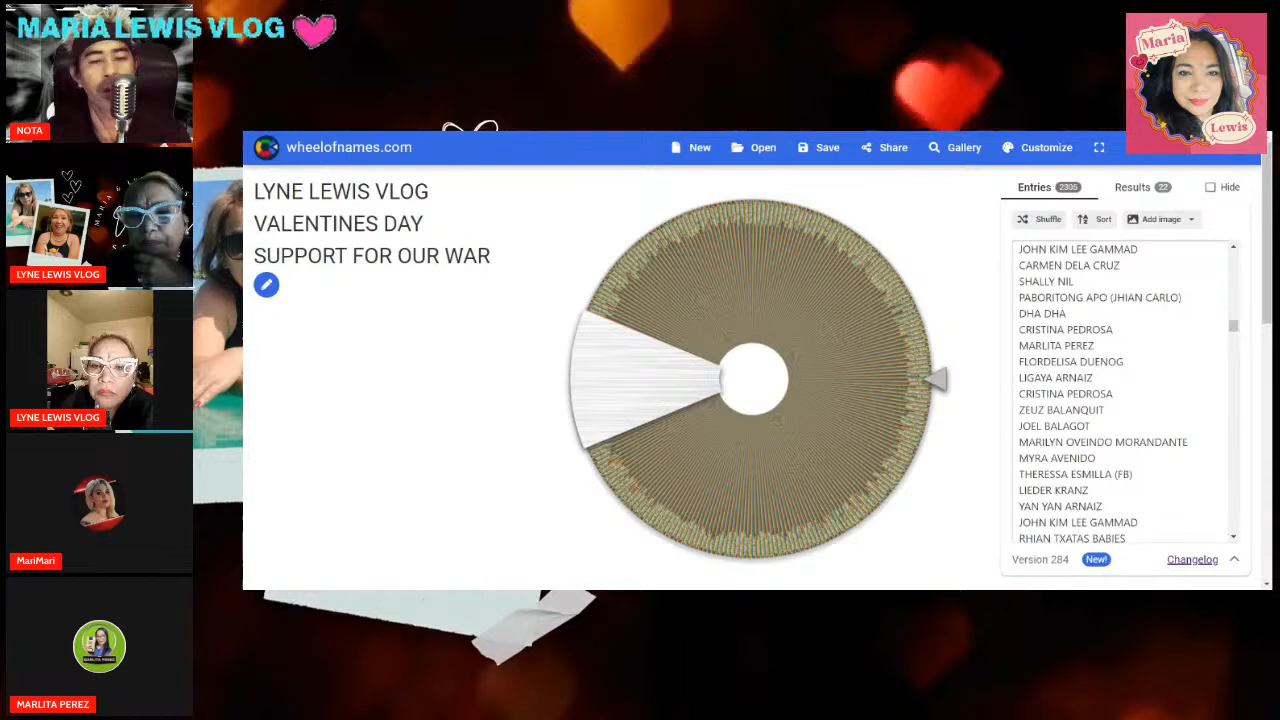 MARIA LEWIS VLOG
Maria
Lewis
NOTA
LYNE LEWIS VLOG
LYNE LEWIS VLOG
MariMari
MARLITA PEREZ
MARLITA PEREZ
wheelofnames.com
New
Open
Save
Share
Gallery
Customize
LYNE LEWIS VLOG
VALENTINES DAY
SUPPORT FOR OUR WAR
Entries 2305
Results 22
Hide
Shuffle
Sort
Add image
JOHN KIM LEE GAMMAD
CARMEN DELA CRUZ
SHALLY NIL
PABORITONG APO (JHIAN CARLO)
DHA DHA
CRISTINA PEDROSA
MARLITA PEREZ
FLORDELISA DUENOG
LIGAYA ARNAIZ
CRISTINA PEDROSA
ZEUZ BALANQUIT
JOEL BALAGOT
MARILYN OVEINDO MORANDANTE
MYRA AVENIDO
THERESSA ESMILLA (FB)
LIEDER KRANZ
YAN YAN ARNAIZ
JOHN KIM LEE GAMMAD
RHIAN TXATAS BABIES
Version 284
New!
Changelog